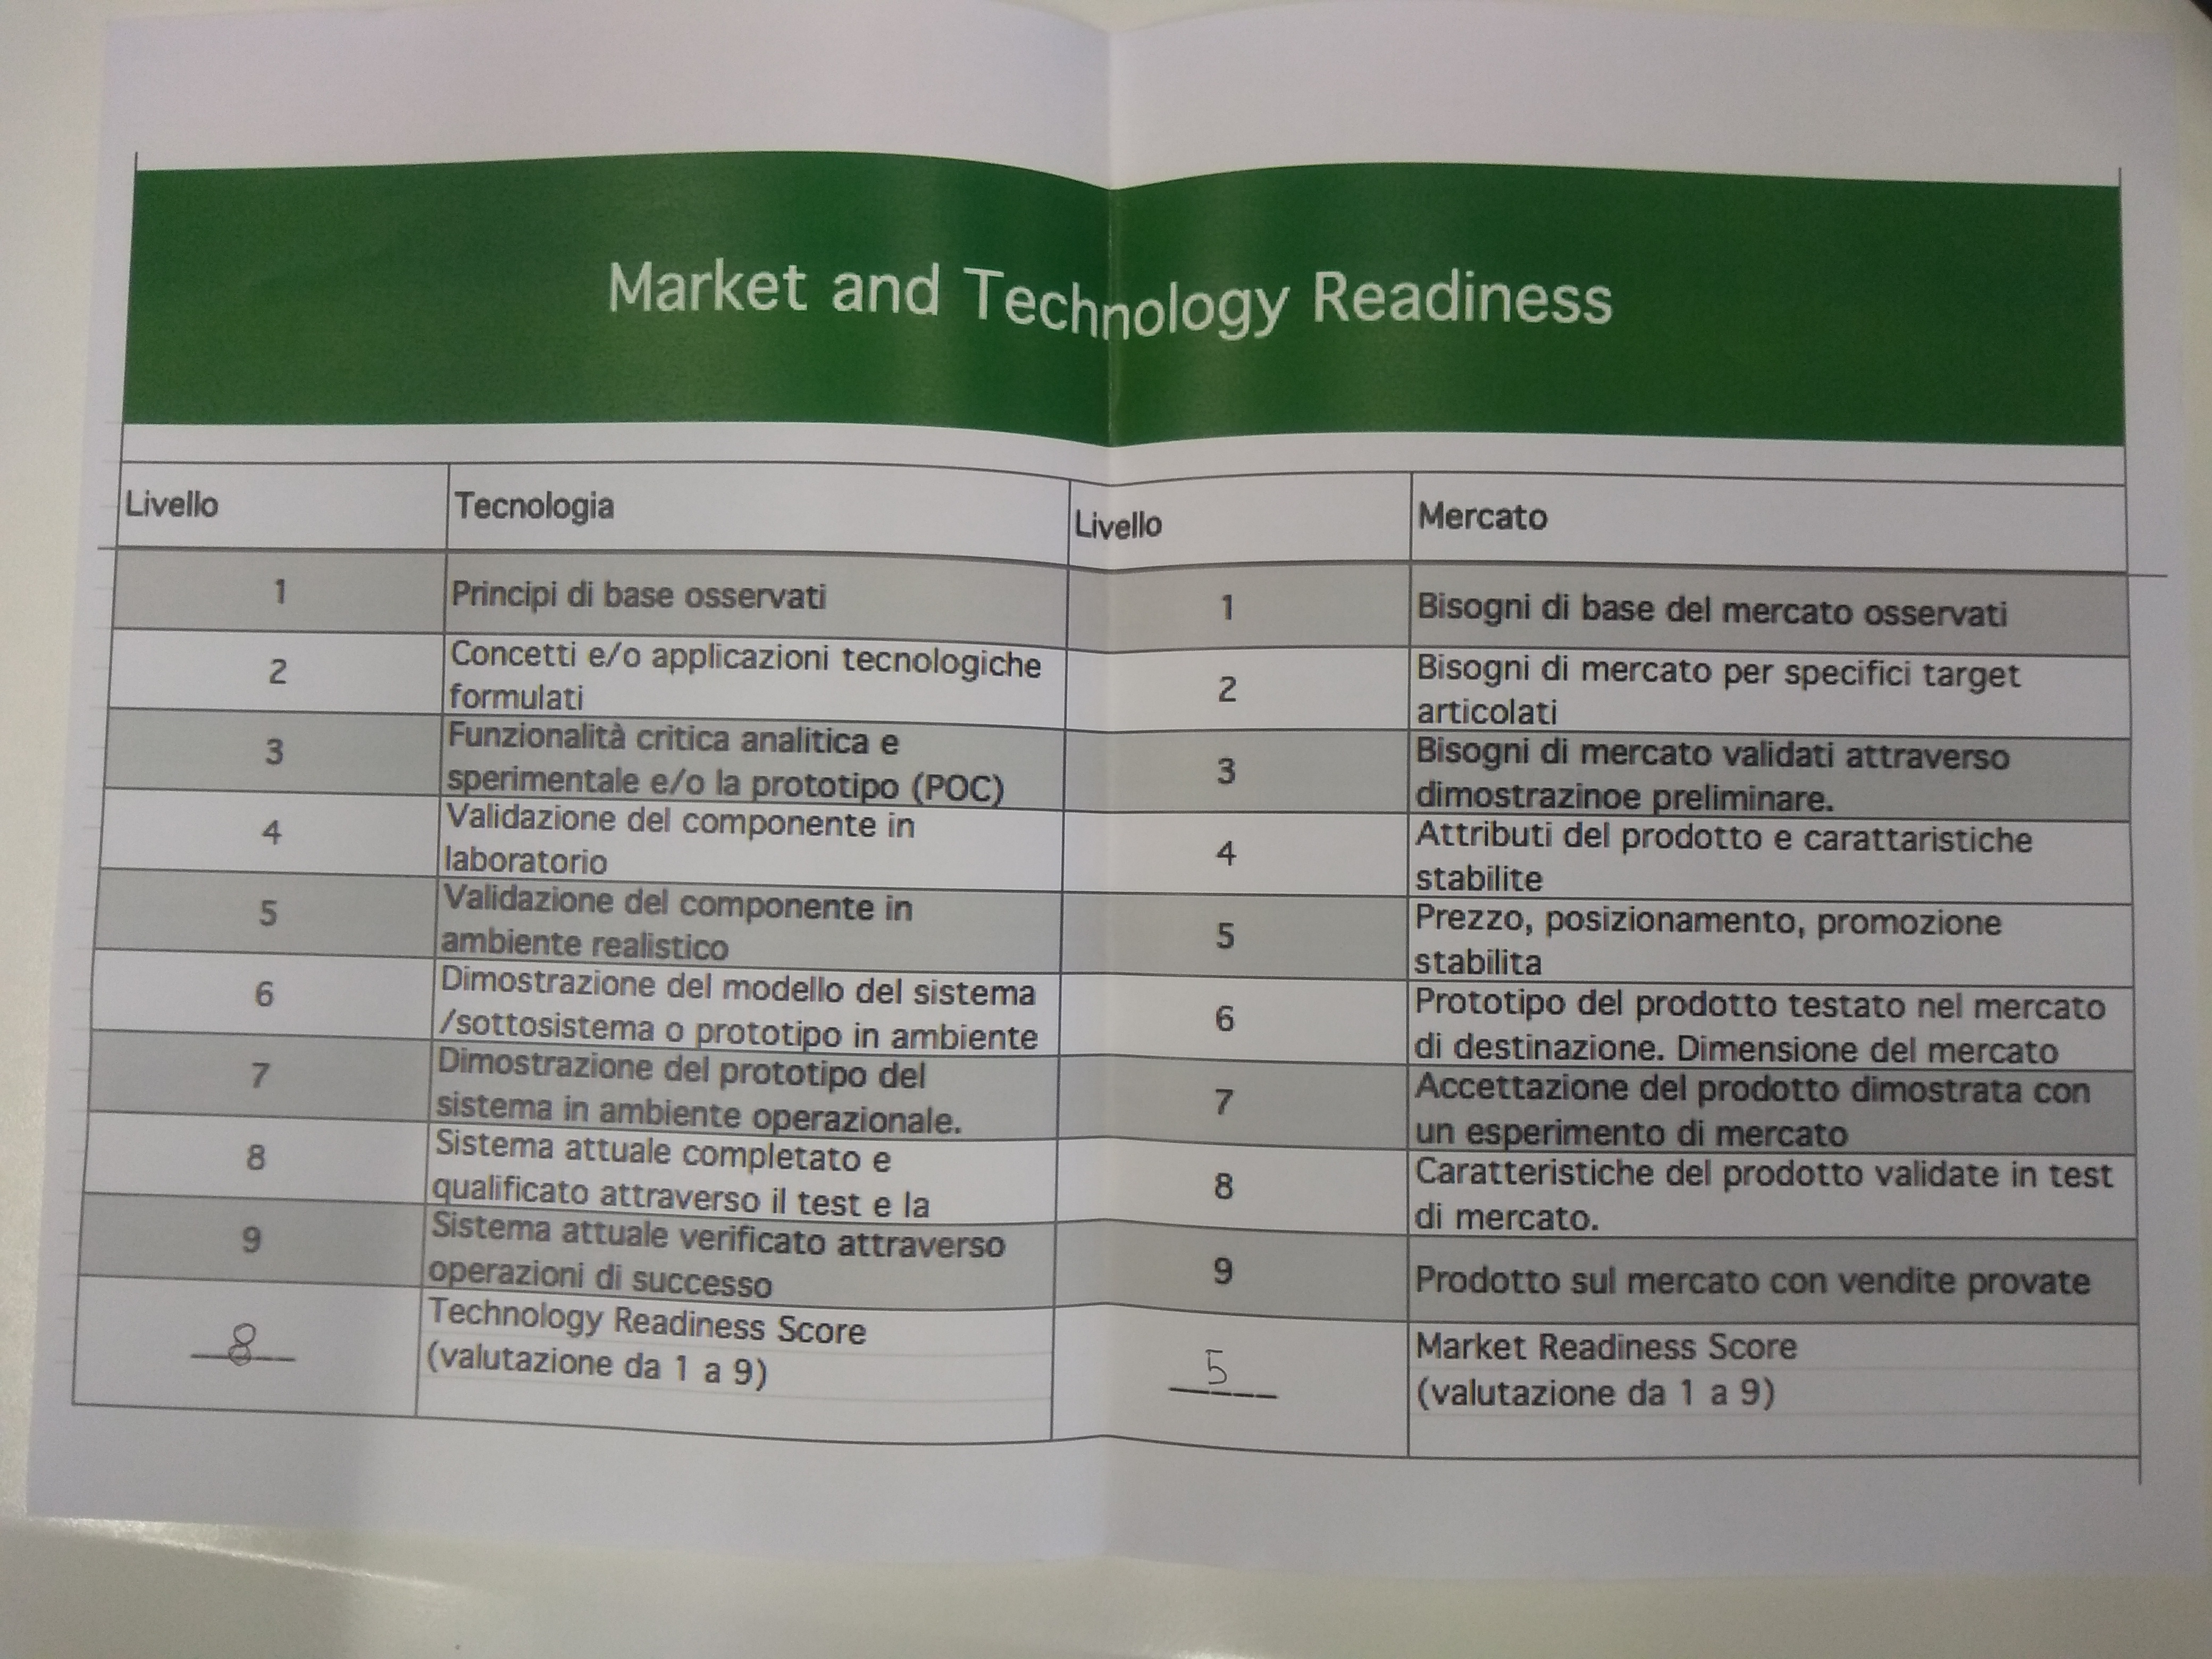 Market and Technology Readiness
Livello Tecnologia Livello Mercato
1 Principi di base osservati 1 Bisogni di base del mercato osservati
2 Concetti e/o applicazioni tecnologiche
formulati
2 Bisogni di mercato per specifici target
articolati
3 Funzionalità critica analitica e
sperimentale e/o la prototipo (POC)
3 Bisogni di mercato validati attraverso
dimostrazinoe preliminare.
4 Validazione del componente in
laboratorio
4 Attributi del prodotto e carattaristiche
stabilite
5 Validazione del componente in
ambiente realistico
5 Prezzo, posizionamento, promozione
stabilita
6 Dimostrazione del modello del sistema
/sottosistema o prototipo in ambiente
6 Prototipo del prodotto testato nel mercato
di destinazione. Dimensione del mercato
7 Dimostrazione del prototipo del
sistema in ambiente operazionale.
7 Accettazione del prodotto dimostrata con
un esperimento di mercato
8 Sistema attuale completato e
qualificato attraverso il test e la
8 Caratteristiche del prodotto validate in test
di mercato.
9 Sistema attuale verificato attraverso
operazioni di successo
9 Prodotto sul mercato con vendite provate
8 Technology Readiness Score
(valutazione da 1 a 9)
5 Market Readiness Score
(valutazione da 1 a 9)